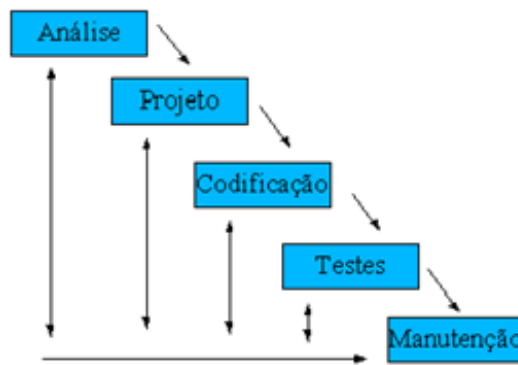 Análise
Projeto
Codificação
Testes
Manutenção